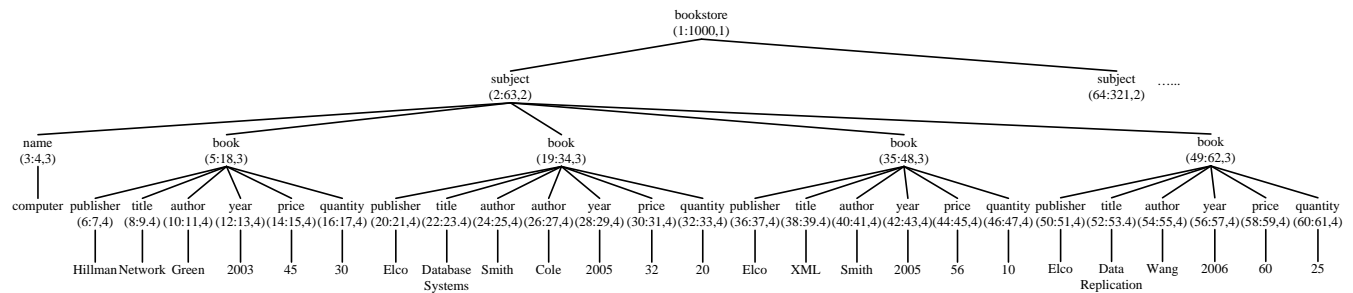 bookstore
(1:1000,1)
subject
(2:63,2)
subject
(64:321,2)
…...
name
(3:4,3)
book
(5:18,3)
book
(19:34,3)
book
(35:48,3)
book
(49:62,3)
computer
publisher title author year price quantity
(6:7,4) (8:9.4) (10:11,4) (12:13,4) (14:15,4) (16:17,4)
publisher title author author year price quantity
(20:21,4) (22:23.4) (24:25,4) (26:27,4) (28:29,4) (30:31,4) (32:33,4)
publisher title author year price quantity
(36:37,4) (38:39.4) (40:41,4) (42:43,4) (44:45,4) (46:47,4)
publisher title author year price quantity
(50:51,4) (52:53.4) (54:55,4) (56:57,4) (58:59,4) (60:61,4)
Hillman Network Green 2003 45 30
Elco Database Smith Cole 2005 32 20
Systems
Elco XML Smith 2005 56 10
Elco Data Wang 2006 60 25
Replication